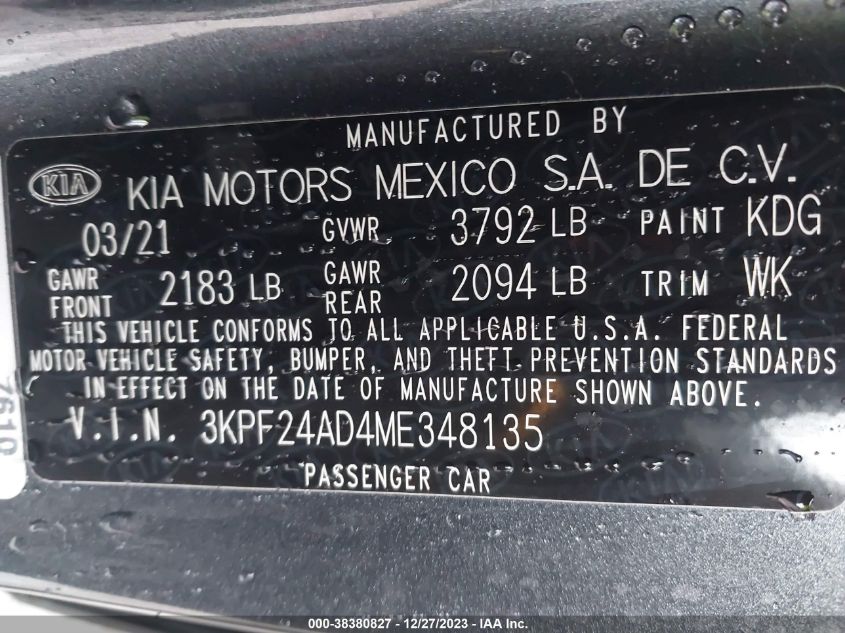 MANUFACTURED BY
KIA KIA MOTORS MEXICO S.A. DE C.V.
03/21 GVWR 3792 LB PAINT KDG
GAWR FRONT 2183 LB GAWR REAR 2094 LB TRIM WK
THIS VEHICLE CONFORMS TO ALL APPLICABLE U.S.A. FEDERAL
MOTOR VEHICLE SAFETY, BUMPER, AND THEFT PREVENTION STANDARDS
IN EFFECT ON THE DATE OF MANUFACTURE SHOWN ABOVE.
V.I.N. 3KPF24AD4ME348135
PASSENGER CAR
000-38380827 - 12/27/2023 - IAA Inc.